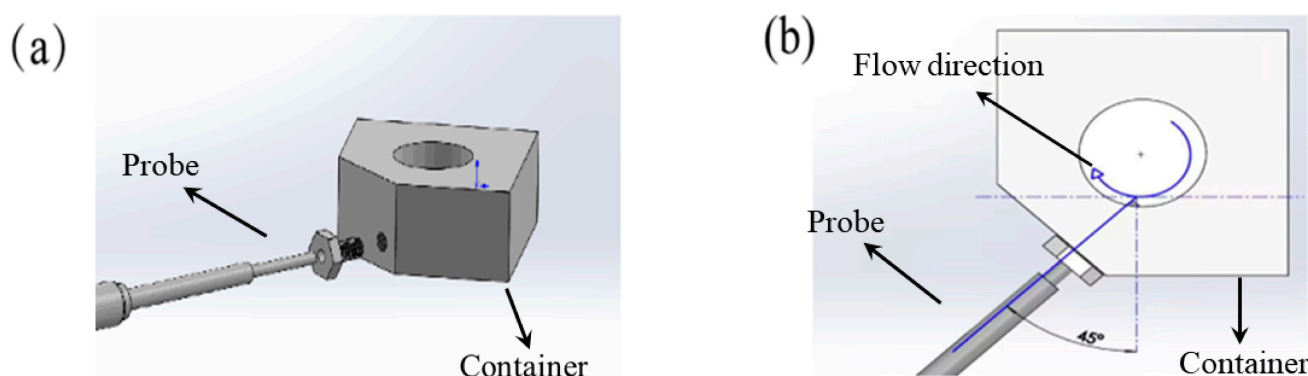 (a)
Probe
Container
(b)
Flow direction
Probe
45°
Container